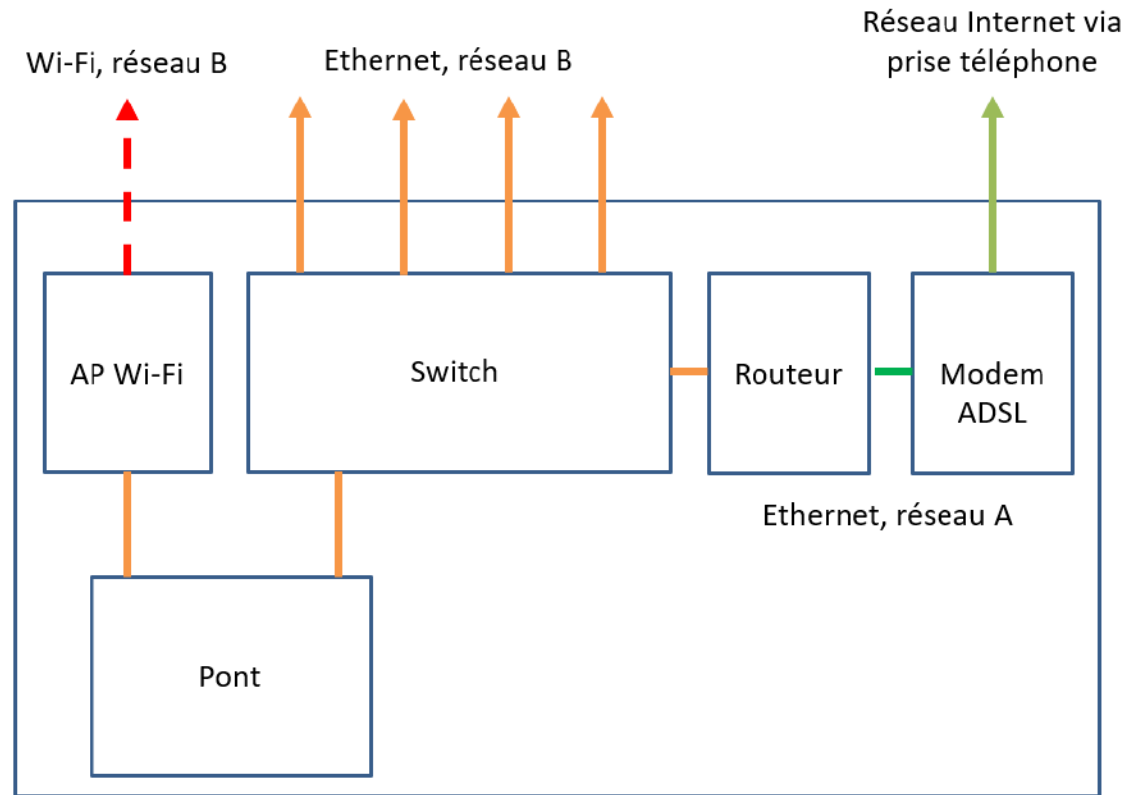 Réseau Internet via
prise téléphone
Wi-Fi, réseau B
Ethernet, réseau B
AP Wi-Fi
Switch
Routeur
Modem
ADSL
Ethernet, réseau A
Pont